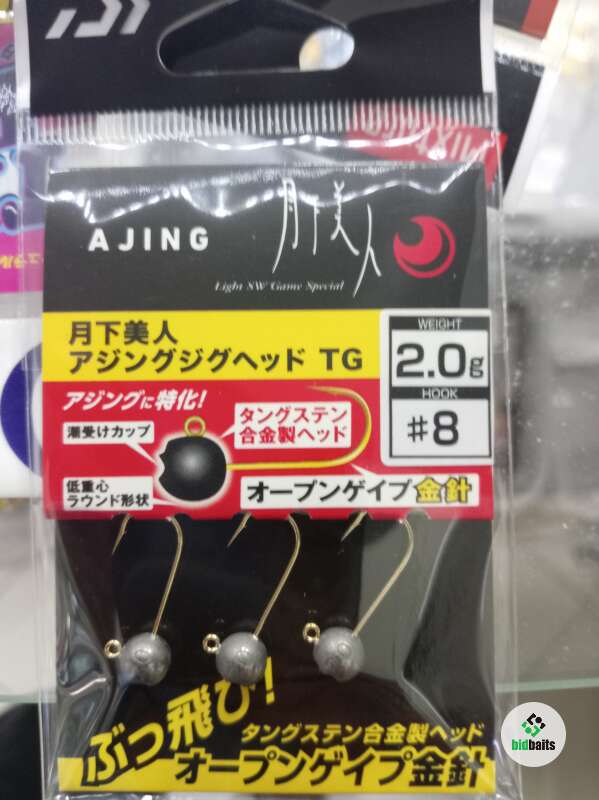 MIX
AJING
月下美人
Light SW Game Special
月下美人
アジングジグヘッド TG
WEIGHT
2.0g
HOOK
#8
アジングに特化!
潮受けカップ
タングステン
合金製ヘッド
低重心
ラウンド形状
オープンゲイプ金針
ぶっ飛び!
タングステン合金製ヘッド
オープンゲイプ金針
bidbaits